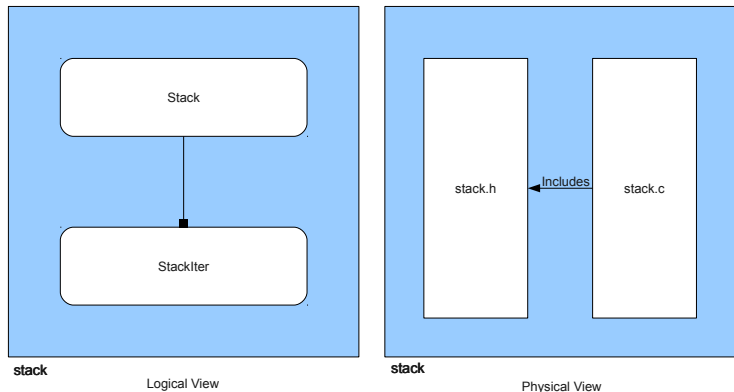 Stack
StackIter
stack
Logical View
stack.h
Includes
stack.c
stack
Physical View